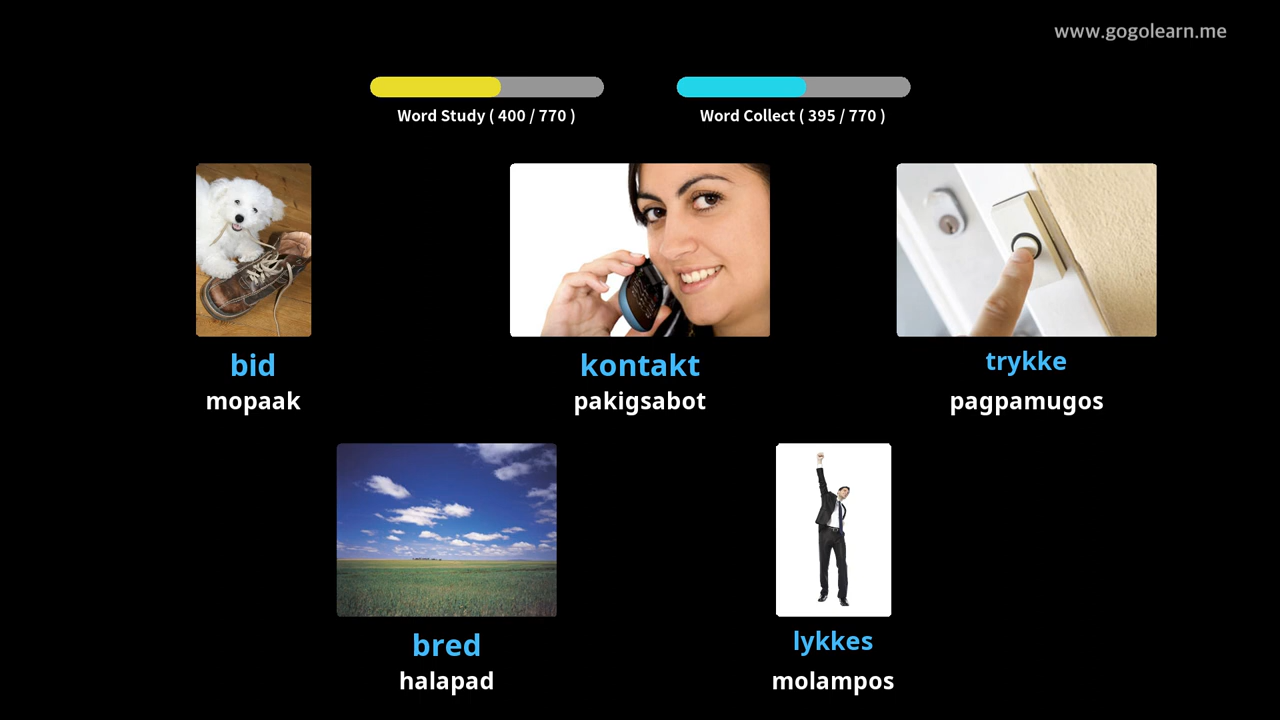 www.gogolearn.me
Word Study ( 400 / 770 )
Word Collect ( 395 / 770 )
bid
mopaak
kontakt
pakigsabot
trykke
pagpamugos
bred
halapad
lykkes
molampos